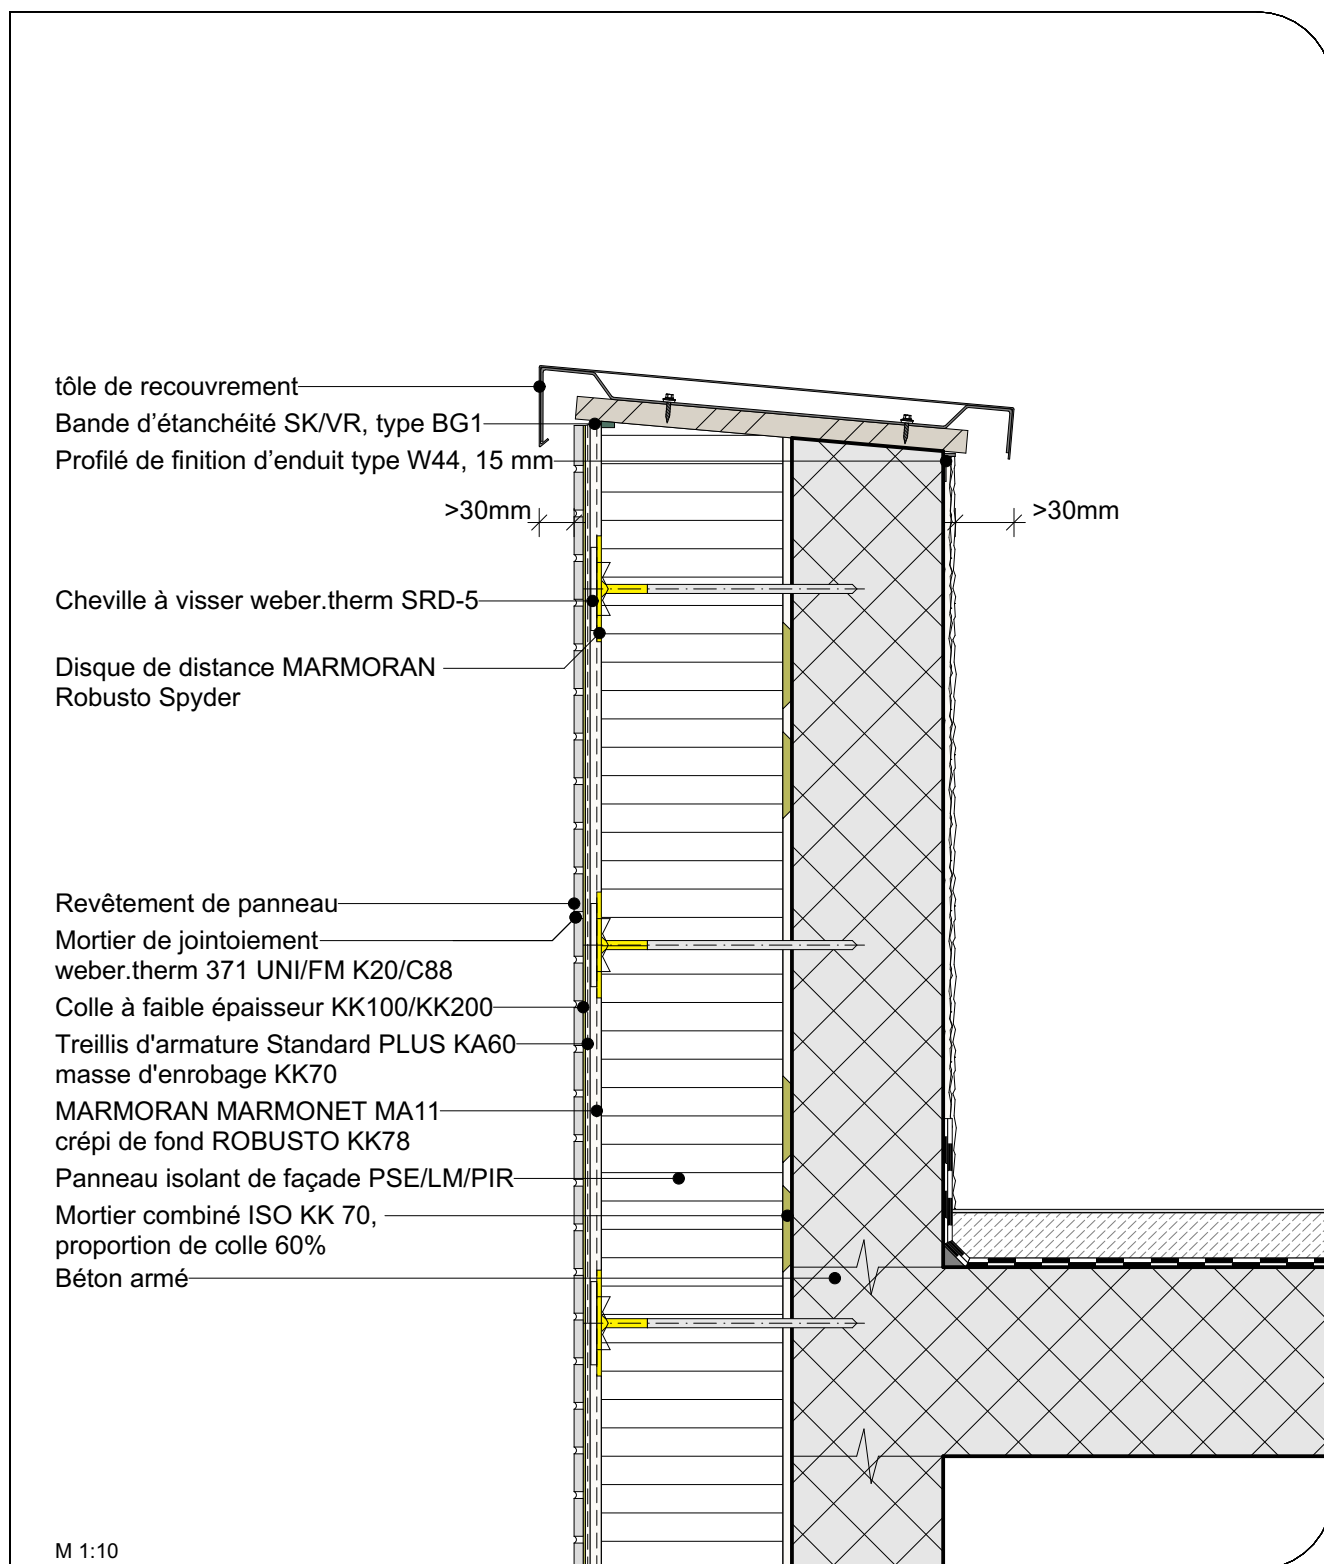 tôle de recouvrement
Bande d’étanchéité SK/VR, type BG1
Profilé de finition d’enduit type W44, 15 mm
>30mm
>30mm
Cheville à visser weber.therm SRD-5
Disque de distance MARMORAN
Robusto Spyder
Revêtement de panneau
Mortier de jointoiement
weber.therm 371 UNI/FM K20/C88
Colle à faible épaisseur KK100/KK200
Treillis d'armature Standard PLUS KA60
masse d'enrobage KK70
MARMORAN MARMONET MA11
crépi de fond ROBUSTO KK78
Panneau isolant de façade PSE/LM/PIR
Mortier combiné ISO KK 70,
proportion de colle 60%
Béton armé
M 1:10